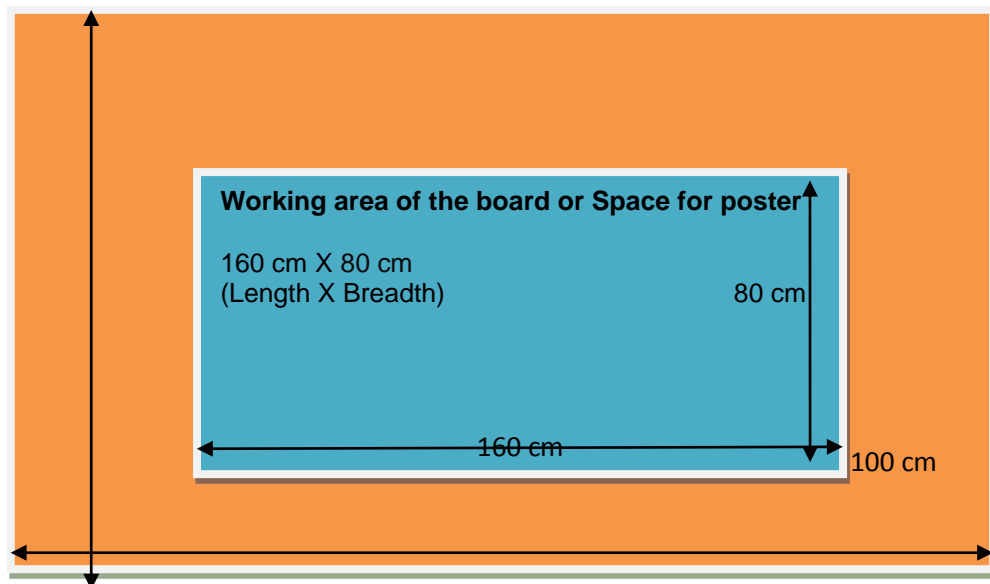 Working area of the board or Space for poster
160 cm X 80 cm
(Length X Breadth)
80 cm
160 cm
100 cm